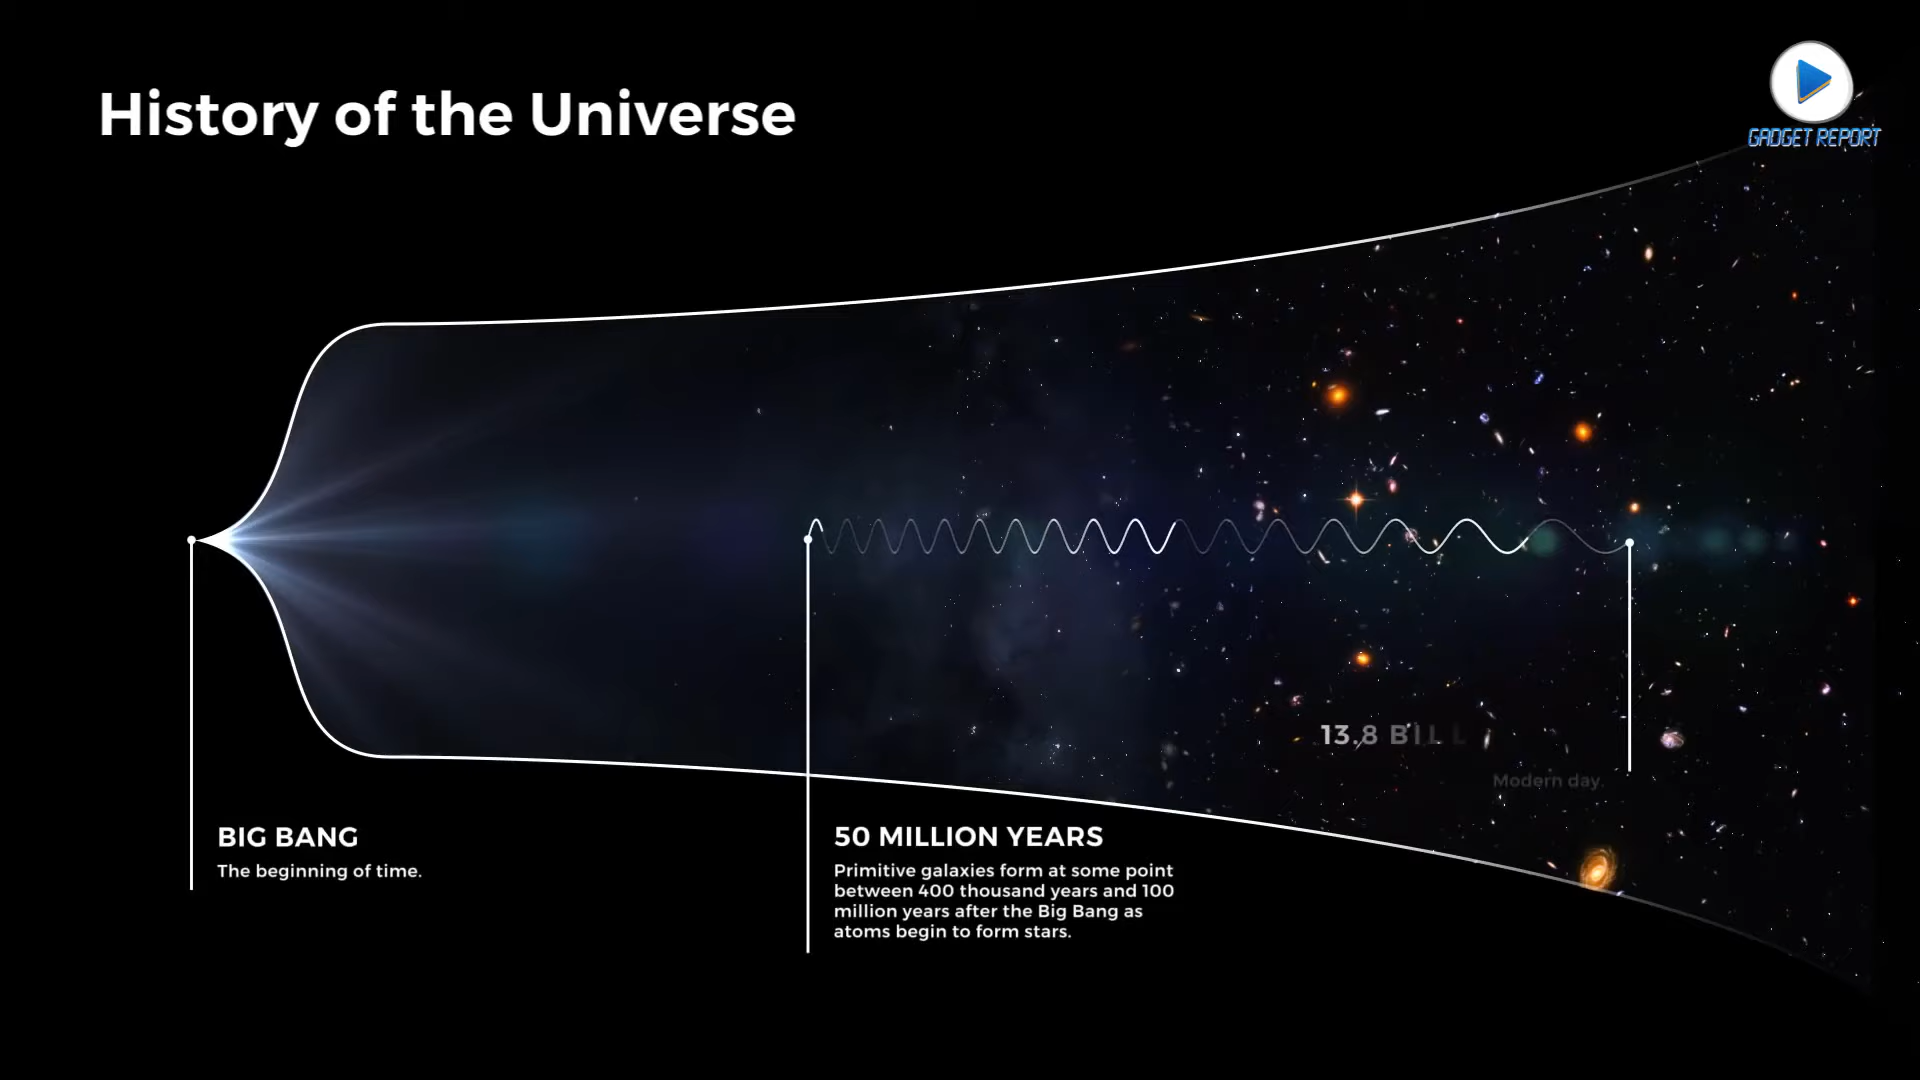 History of the Universe
GADGET REPORT
13.8 BILL
Modern day.
BIG BANG
The beginning of time.
50 MILLION YEARS
Primitive galaxies form at some point
between 400 thousand years and 100
million years after the Big Bang as
atoms begin to form stars.